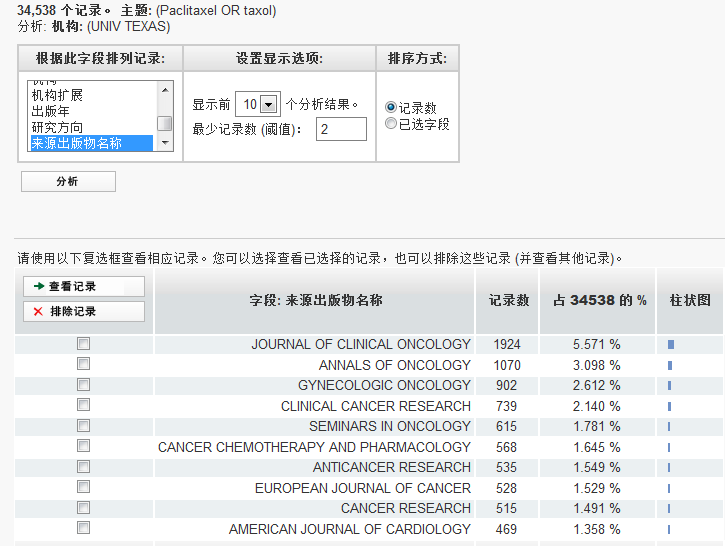 34,538 个记录。 主题: (Paclitaxel OR taxol)
分析: 机构: (UNIV TEXAS)
根据此字段排列记录: 设置显示选项: 排序方式:
机构
机构扩展
出版年
研究方向
来源出版物名称
显示前 10 个分析结果。
最少记录数 (阈值): 2
记录数
已选字段
分析
请使用以下复选框查看相应记录。您可以选择查看已选择的记录，也可以排除这些记录 (并查看其他记录)。
查看记录
排除记录
字段: 来源出版物名称 记录数 占 34538 的 % 柱状图
JOURNAL OF CLINICAL ONCOLOGY 1924 5.571 %
ANNALS OF ONCOLOGY 1070 3.098 %
GYNECOLOGIC ONCOLOGY 902 2.612 %
CLINICAL CANCER RESEARCH 739 2.140 %
SEMINARS IN ONCOLOGY 615 1.781 %
CANCER CHEMOTHERAPY AND PHARMACOLOGY 568 1.645 %
ANTICANCER RESEARCH 535 1.549 %
EUROPEAN JOURNAL OF CANCER 528 1.529 %
CANCER RESEARCH 515 1.491 %
AMERICAN JOURNAL OF CARDIOLOGY 469 1.358 %